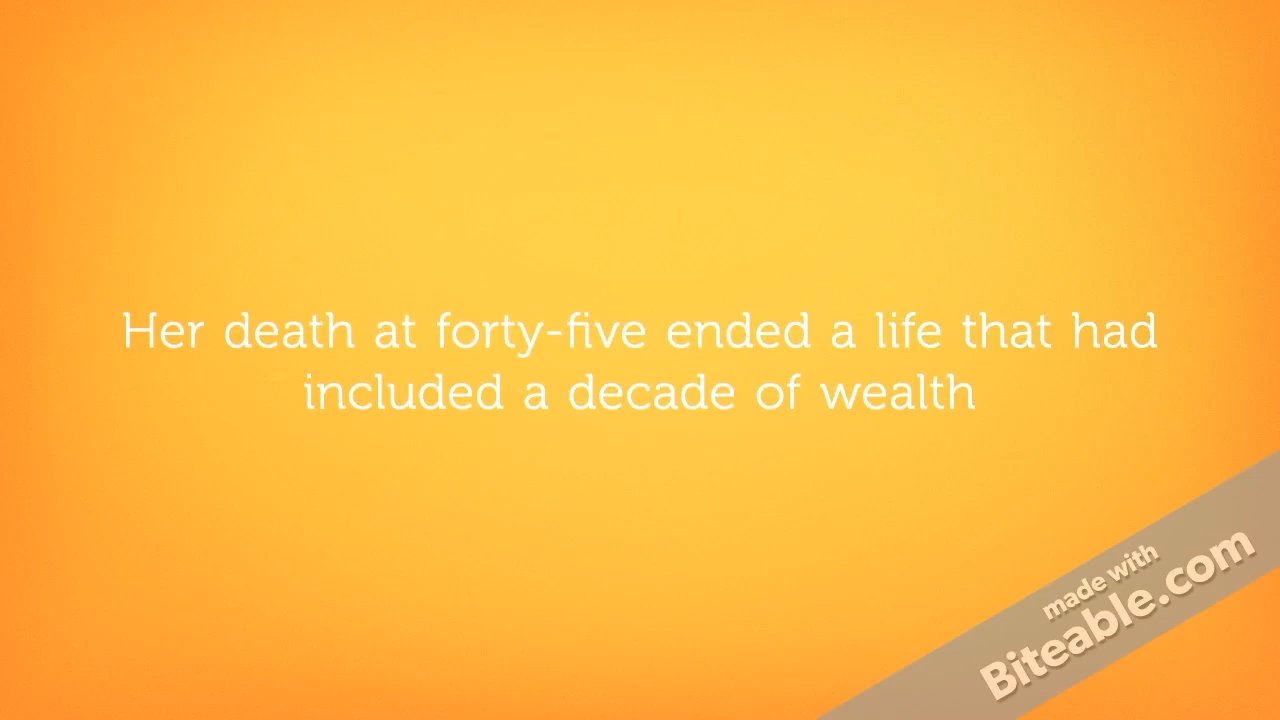 Her death at forty-five ended a life that had
included a decade of wealth
made with
Biteable.com